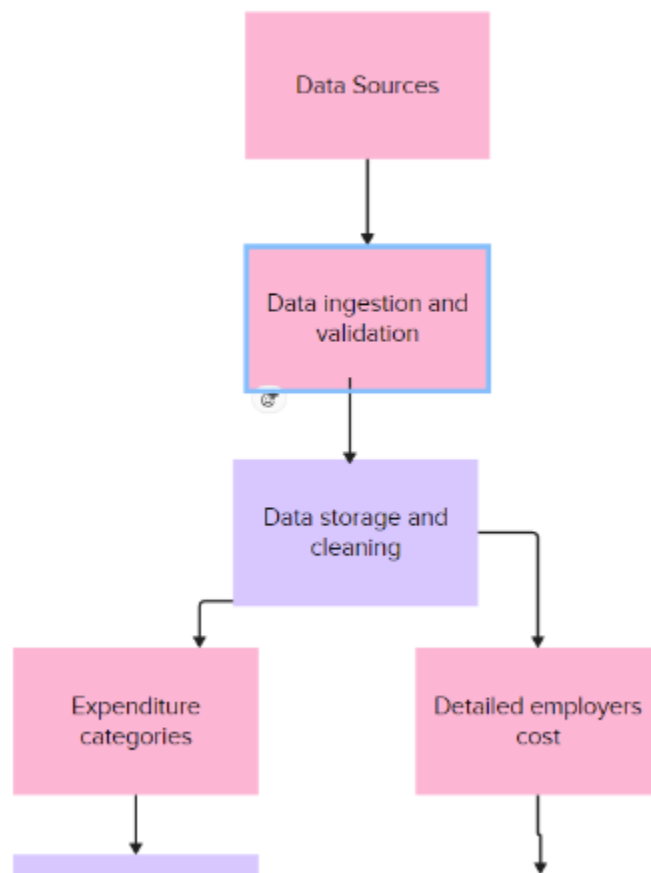 Data Sources
Data ingestion and
validation
Data storage and
cleaning
Expenditure
categories
Detailed employers
cost